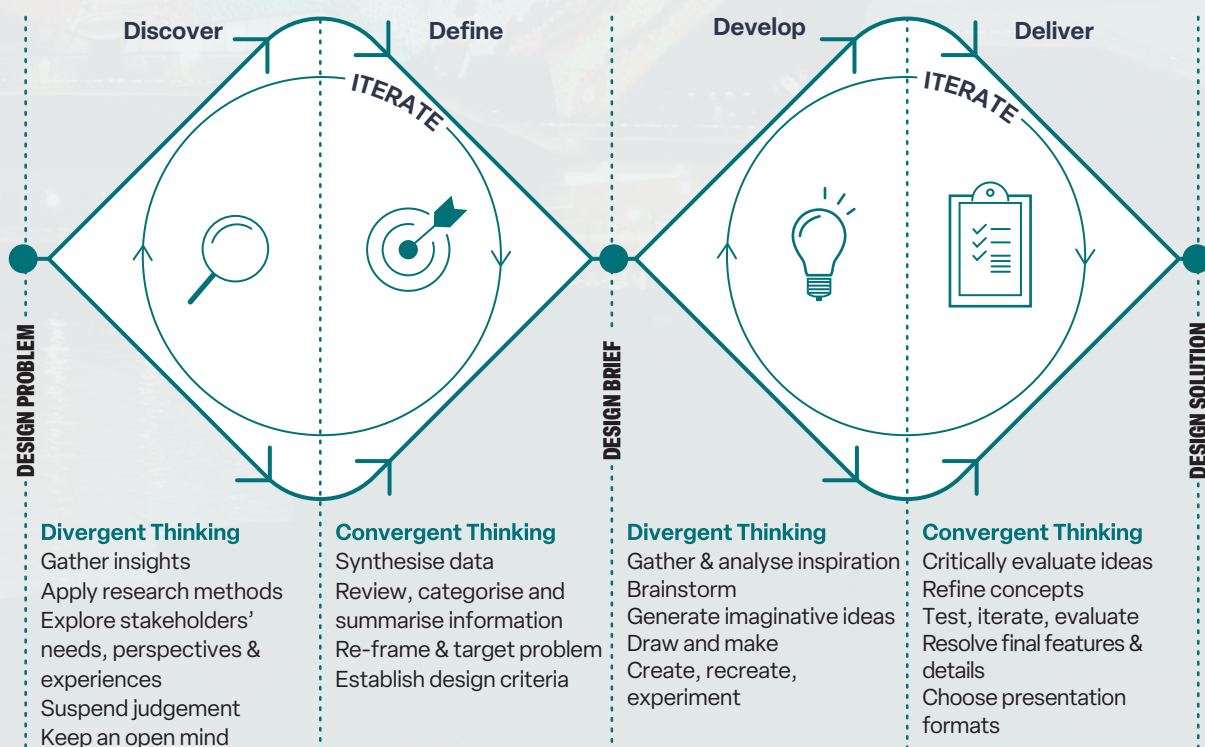 Discover
Define
Develop
Deliver
ITERATE
ITERATE
DESIGN PROBLEM
DESIGN BRIEF
DESIGN SOLUTION
Divergent Thinking
Gather insights
Apply research methods
Explore stakeholders’
needs, perspectives &
experiences
Suspend judgement
Keep an open mind
Convergent Thinking
Synthesise data
Review, categorise and
summarise information
Re-frame & target problem
Establish design criteria
Divergent Thinking
Gather & analyse inspiration
Brainstorm
Generate imaginative ideas
Draw and make
Create, recreate,
experiment
Convergent Thinking
Critically evaluate ideas
Refine concepts
Test, iterate, evaluate
Resolve final features &
details
Choose presentation
formats